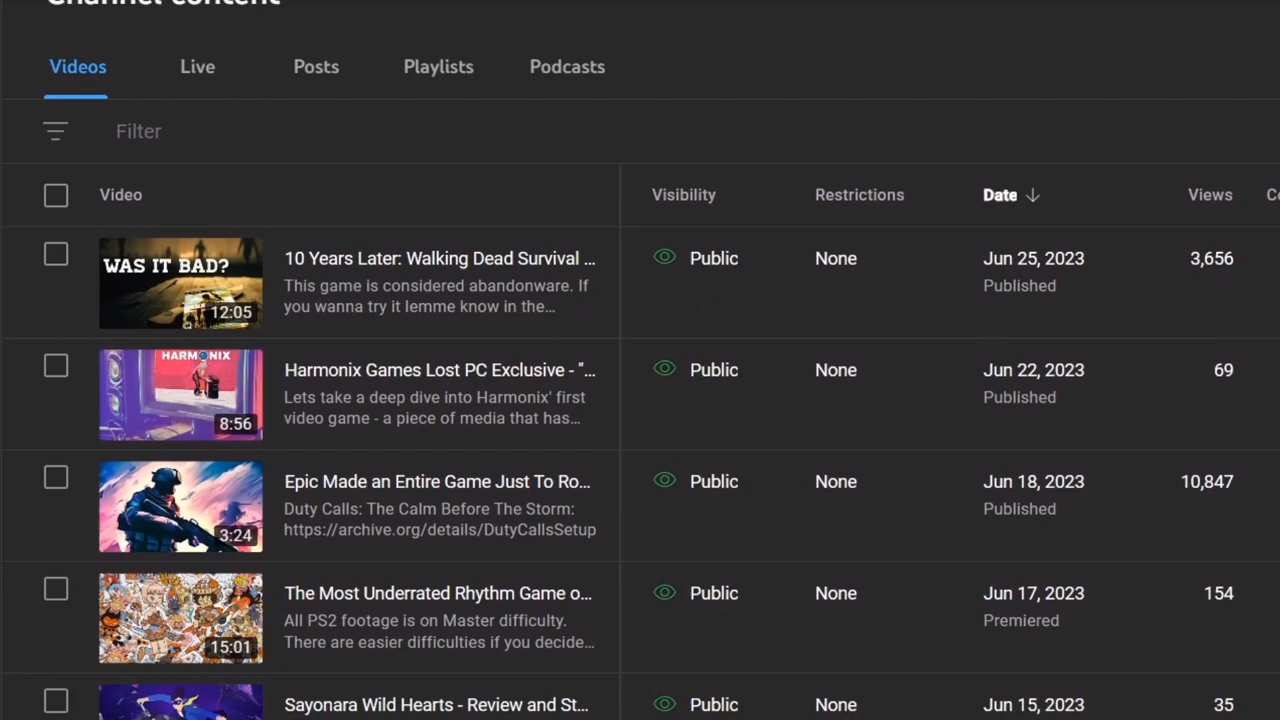 Channel content
Videos Live Posts Playlists Podcasts
Filter
Video Visibility Restrictions Date Views
WAS IT BAD?
12:05
10 Years Later: Walking Dead Survival ...
This game is considered abandonware. If
you wanna try it lemme know in the...
Public None Jun 25, 2023 3,656
Published
HARMONIX
8:56
Harmonix Games Lost PC Exclusive - "...
Lets take a deep dive into Harmonix' first
video game - a piece of media that has...
Public None Jun 22, 2023 69
Published
3:24
Epic Made an Entire Game Just To Ro...
Duty Calls: The Calm Before The Storm:
https://archive.org/details/DutyCallsSetup
Public None Jun 18, 2023 10,847
Published
15:01
The Most Underrated Rhythm Game o...
All PS2 footage is on Master difficulty.
There are easier difficulties if you decide...
Public None Jun 17, 2023 154
Premiered
Sayonara Wild Hearts - Review and St...
Public None Jun 15, 2023 35